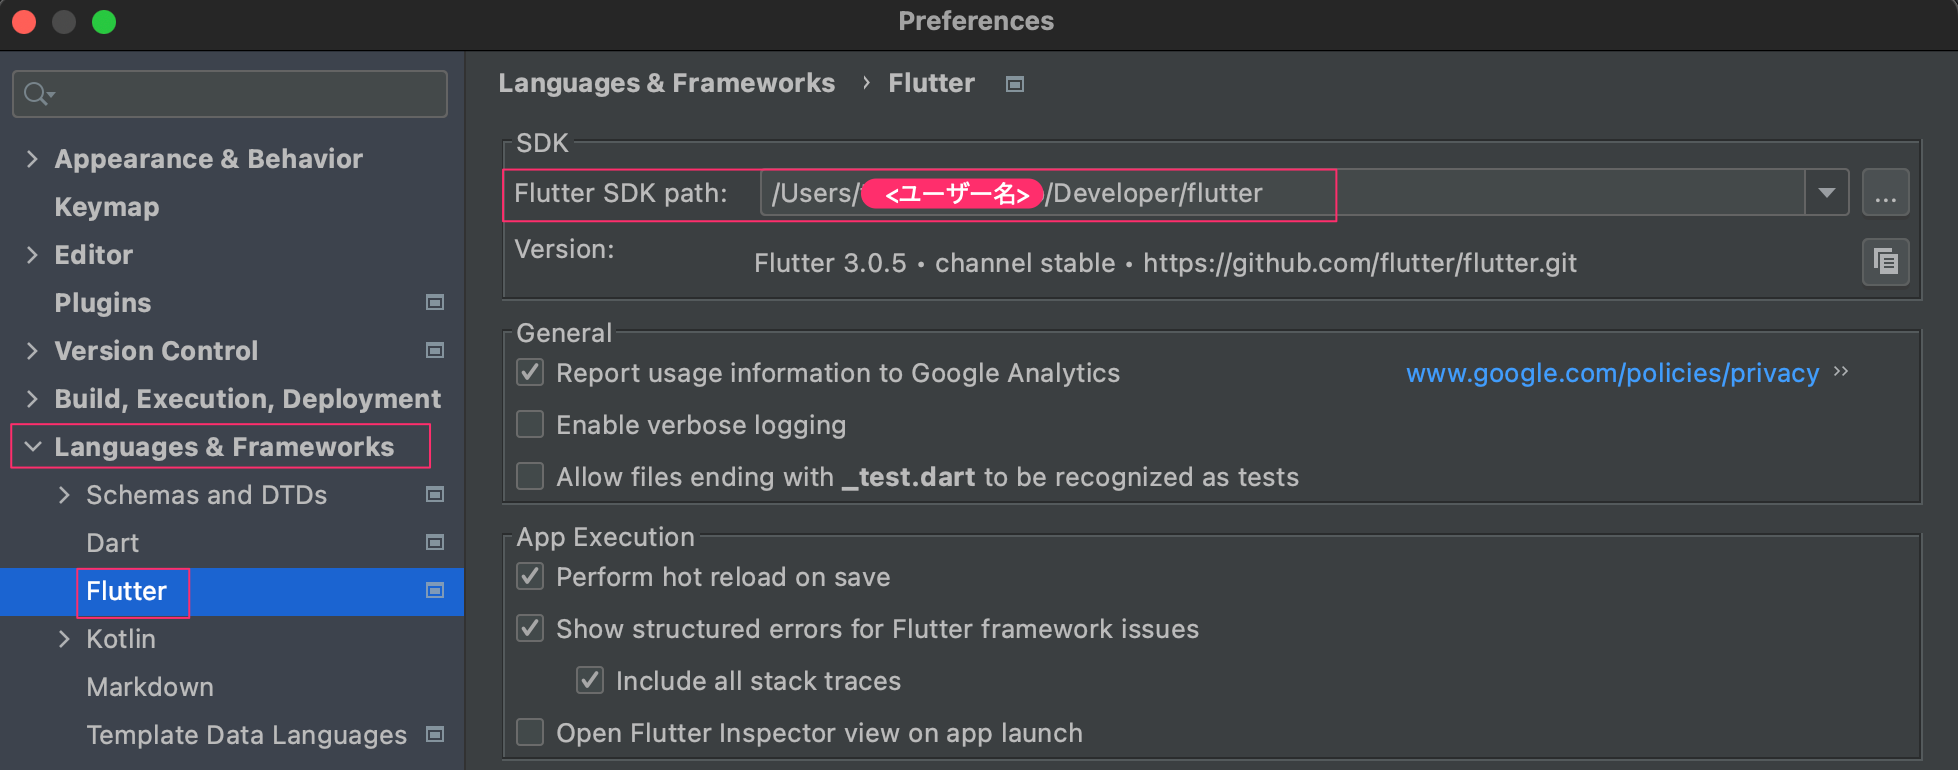 Preferences
Appearance & Behavior
Keymap
Editor
Plugins
Version Control
Build, Execution, Deployment
Languages & Frameworks
Schemas and DTDs
Dart
Flutter
Kotlin
Markdown
Template Data Languages
Languages & Frameworks › Flutter
SDK
Flutter SDK path: /Users/<ユーザー名>/Developer/flutter ...
Version:
Flutter 3.0.5 • channel stable • https://github.com/flutter/flutter.git
General
Report usage information to Google Analytics www.google.com/policies/privacy ››
Enable verbose logging
Allow files ending with _test.dart to be recognized as tests
App Execution
Perform hot reload on save
Show structured errors for Flutter framework issues
Include all stack traces
Open Flutter Inspector view on app launch